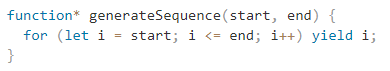 function* generateSequence(start, end) {
  for (let i = start; i <= end; i++) yield i;
}